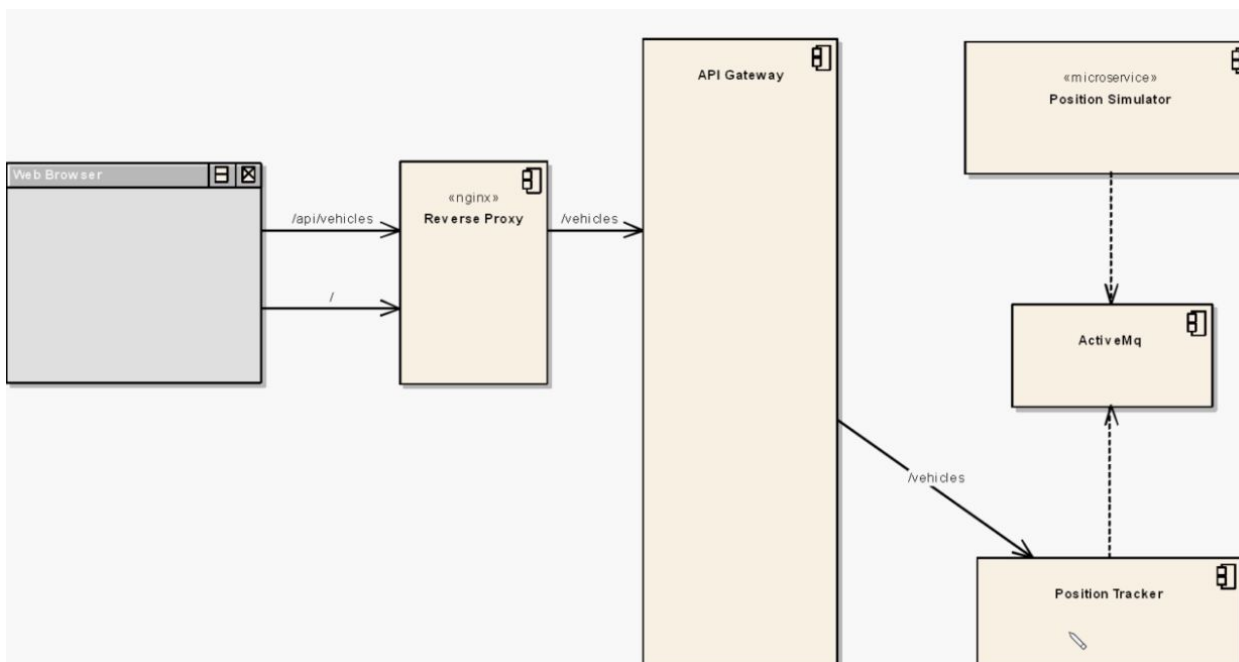 API Gateway
«microservice»
Position Simulator
Web Browser
«nginx»
Reverse Proxy
/api/vehicles
/vehicles
/
ActiveMq
/vehicles
Position Tracker